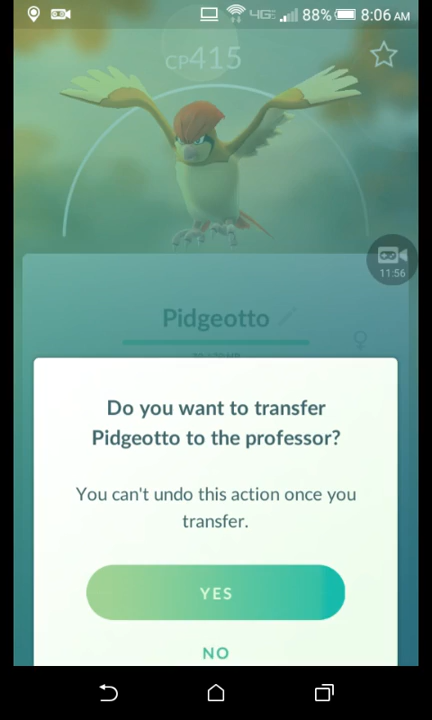 4G 88% 8:06 AM
CP415
11:56
Pidgeotto
Do you want to transfer
Pidgeotto to the professor?
You can't undo this action once you
transfer.
YES
NO